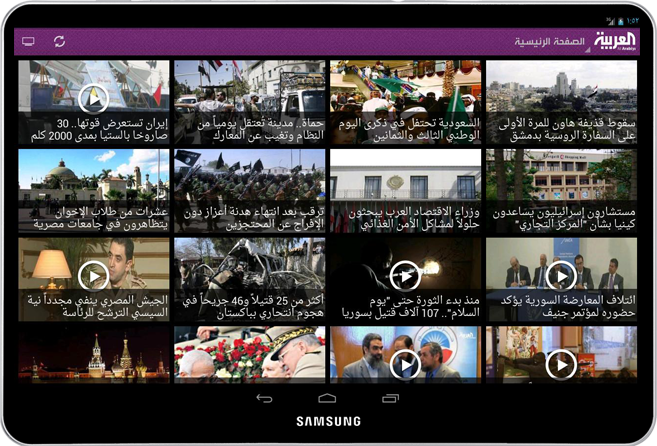 ١:٥٢
العربية
Al Arabiya
الصفحة الرئيسية
سقوط قذيفة هاون للمرة الأولى
على السفارة الروسية بدمشق
السعودية تحتفل في ذكرى اليوم
الوطني الثالث والثمانين
حماة.. مدينة تُعتقل يومياً من
النظام وتغيب عن المعارك
إيران تستعرض قوتها.. 30
صاروخا بالستيا بمدى 2000 كلم
مستشارون إسرائيليون يساعدون
كينيا بشأن "المركز التجاري"
وزراء الاقتصاد العرب يبحثون
حلولاً لمشاكل الأمن الغذائي
ترقب بعد انتهاء هدنة أعزاز دون
الإفراج عن المحتجزين
عشرات من طلاب الإخوان
يتظاهرون في جامعات مصرية
ائتلاف المعارضة السورية يؤكد
حضوره لمؤتمر جنيف
منذ بدء الثورة حتى "يوم
السلام".. 107 آلاف قتيل بسوريا
أكثر من 25 قتيلاً و46 جريحاً في
هجوم انتحاري بباكستان
الجيش المصري ينفي مجدداً نية
السيسي الترشح للرئاسة
SAMSUNG